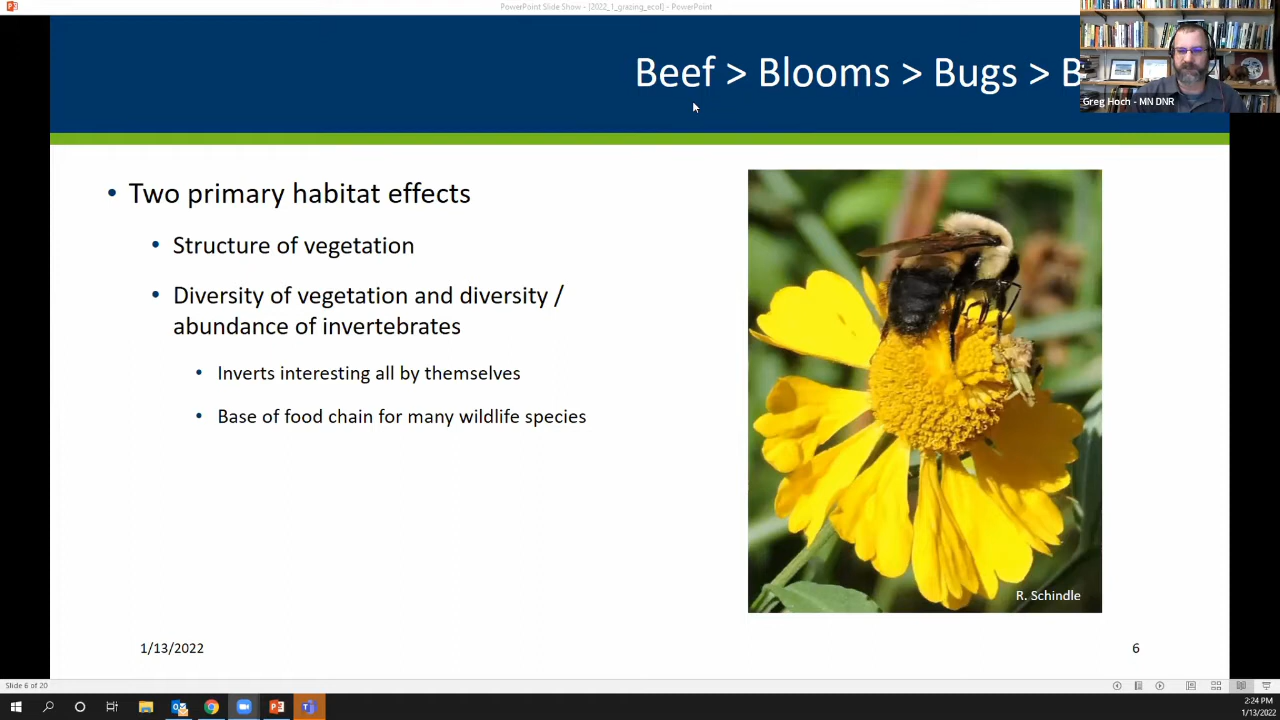 PowerPoint Slide Show - [2022_1_grazing_ecol] - PowerPoint
Beef > Blooms > Bugs > B
Greg Hoch - MN DNR
• Two primary habitat effects
• Structure of vegetation
• Diversity of vegetation and diversity /
abundance of invertebrates
• Inverts interesting all by themselves
• Base of food chain for many wildlife species
R. Schindle
1/13/2022
6
Slide 6 of 20
2:24 PM
1/13/2022